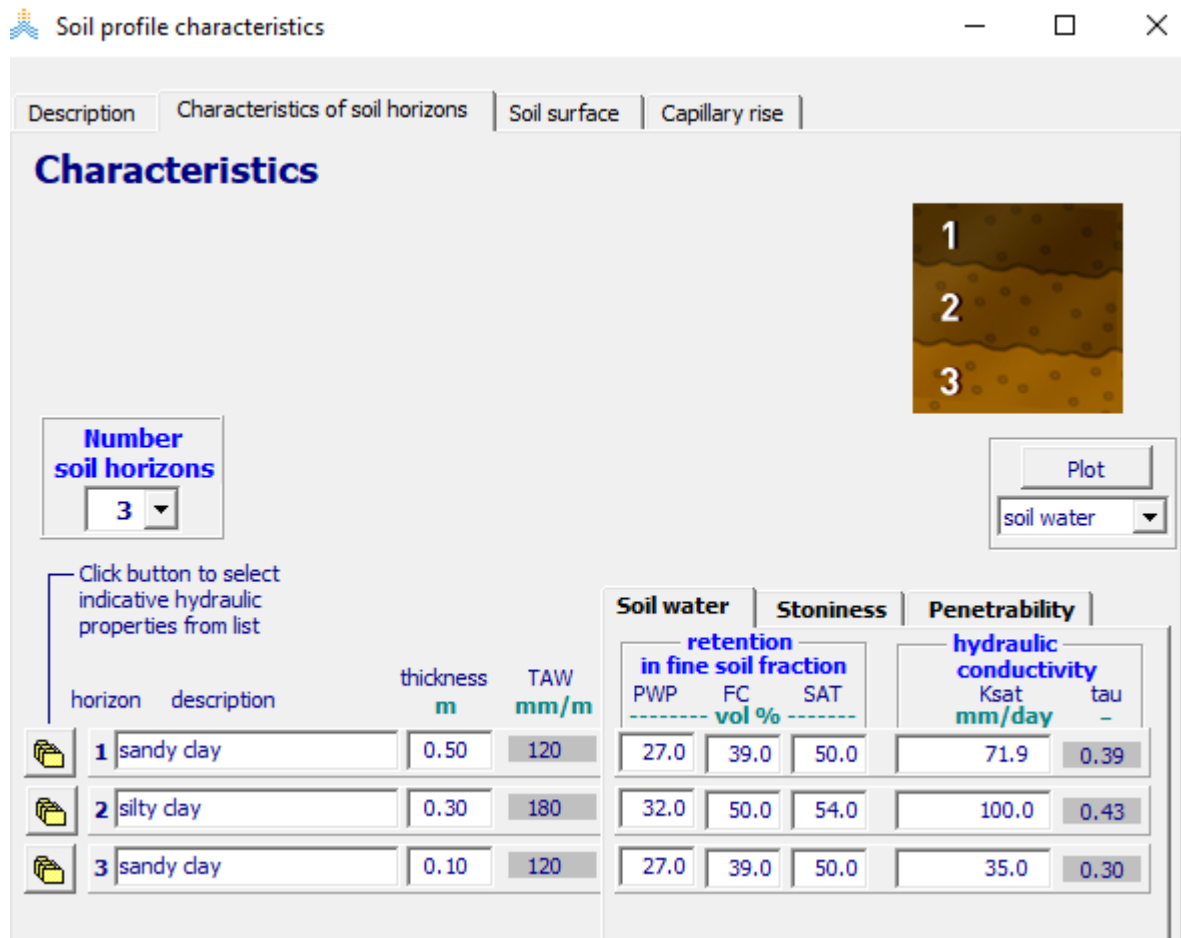 Soil profile characteristics
Description Characteristics of soil horizons Soil surface Capillary rise
Characteristics
1
2
3
Number
soil horizons
3
Plot
soil water
Click button to select
indicative hydraulic
properties from list
Soil water Stoniness Penetrability
retention
in fine soil fraction
hydraulic
conductivity
horizon description thickness TAW PWP FC SAT Ksat tau
m mm/m -------- vol % ------- mm/day –
1 sandy clay 0.50 120 27.0 39.0 50.0 71.9 0.39
2 silty clay 0.30 180 32.0 50.0 54.0 100.0 0.43
3 sandy clay 0.10 120 27.0 39.0 50.0 35.0 0.30